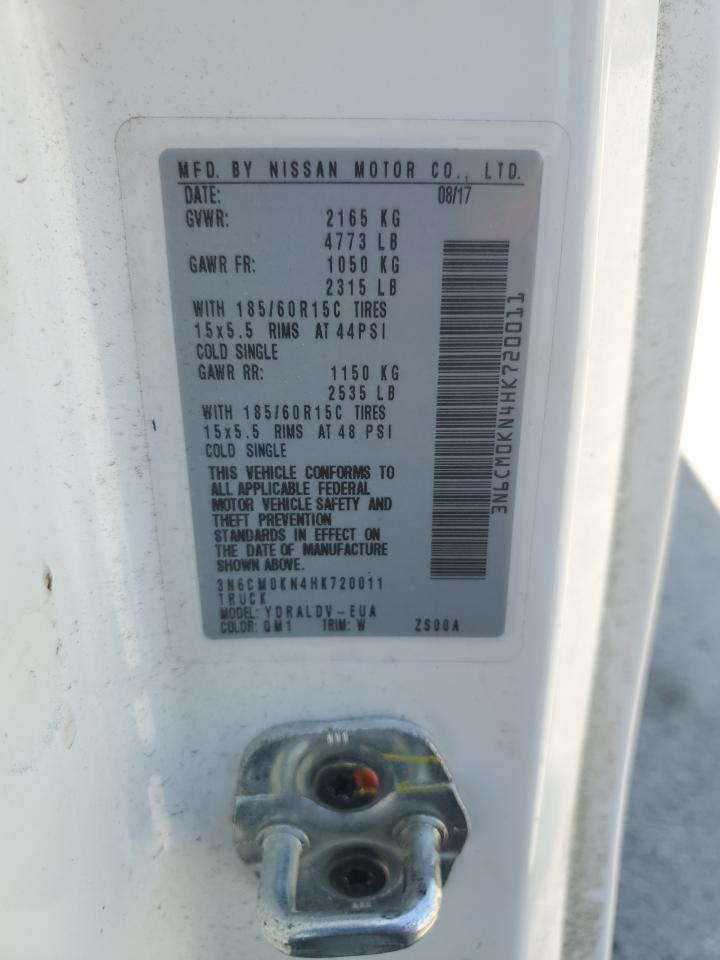 MFD. BY NISSAN MOTOR CO., LTD.
DATE: 08/17
GVWR: 2165 KG
4773 LB
GAWR FR: 1050 KG
2315 LB
WITH 185/60R15C TIRES
15x5.5 RIMS AT 44PSI
COLD SINGLE
GAWR RR: 1150 KG
2535 LB
WITH 185/60R15C TIRES
15x5.5 RIMS AT 48 PSI
COLD SINGLE
THIS VEHICLE CONFORMS TO
ALL APPLICABLE FEDERAL
MOTOR VEHICLE SAFETY AND
THEFT PREVENTION
STANDARDS IN EFFECT ON
THE DATE OF MANUFACTURE
SHOWN ABOVE.
3N6CM0KN4HK720011
TRUCK
MODEL: YDRALDV-EUA
COLOR: QM1 TRIM: W ZS00A
3N6CM0KN4HK720011